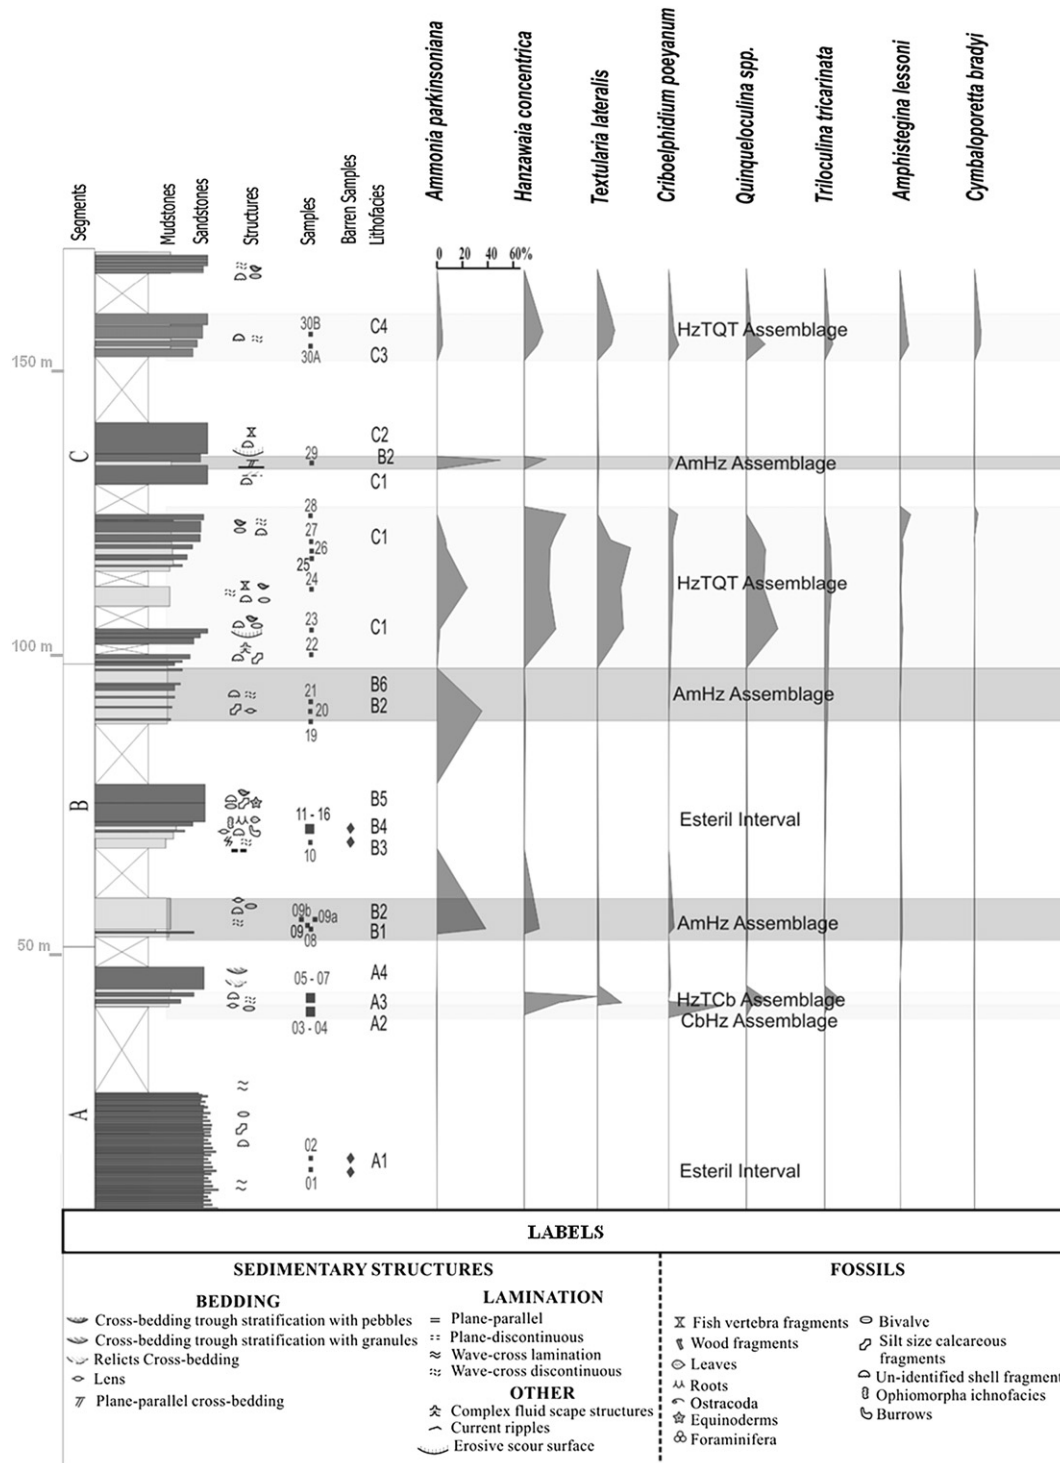 Segments
Mudstones
Sandstones
Structures
Samples
Barren Samples
Lithofacies
Ammonia parkinsoniana
Hanzawaia concentrica
Textularia lateralis
Criboelphidium poeyanum
Quinqueloculina spp.
Triloculina tricarinata
Amphistegina lessoni
Cymbaloporetta bradyi
0 20 40 60%
30B C4 HzTQT Assemblage
30A C3
150 m
C
C2
29 B2 AmHz Assemblage
C1
28
27 C1
26
25
24 HzTQT Assemblage
23 C1
22
100 m
21 B6 AmHz Assemblage
20 B2
19
B
B5
11 - 16 Esteril Interval
B4
10 B3
09b 09a B2
09 B1 AmHz Assemblage
08
50 m
05 - 07 A4
A3 HzTCb Assemblage
03 - 04 A2 CbHz Assemblage
A
02
A1 Esteril Interval
01
LABELS
SEDIMENTARY STRUCTURES
BEDDING
Cross-bedding trough stratification with pebbles
Cross-bedding trough stratification with granules
Relicts Cross-bedding
Lens
Plane-parallel cross-bedding
LAMINATION
Plane-parallel
Plane-discontinuous
Wave-cross lamination
Wave-cross discontinuous
OTHER
Complex fluid scape structures
Current ripples
Erosive scour surface
FOSSILS
Fish vertebra fragments
Wood fragments
Leaves
Roots
Ostracoda
Equinoderms
Foraminifera
Bivalve
Silt size calcareous
fragments
Un-identified shell fragment
Ophiomorpha ichnofacies
Burrows